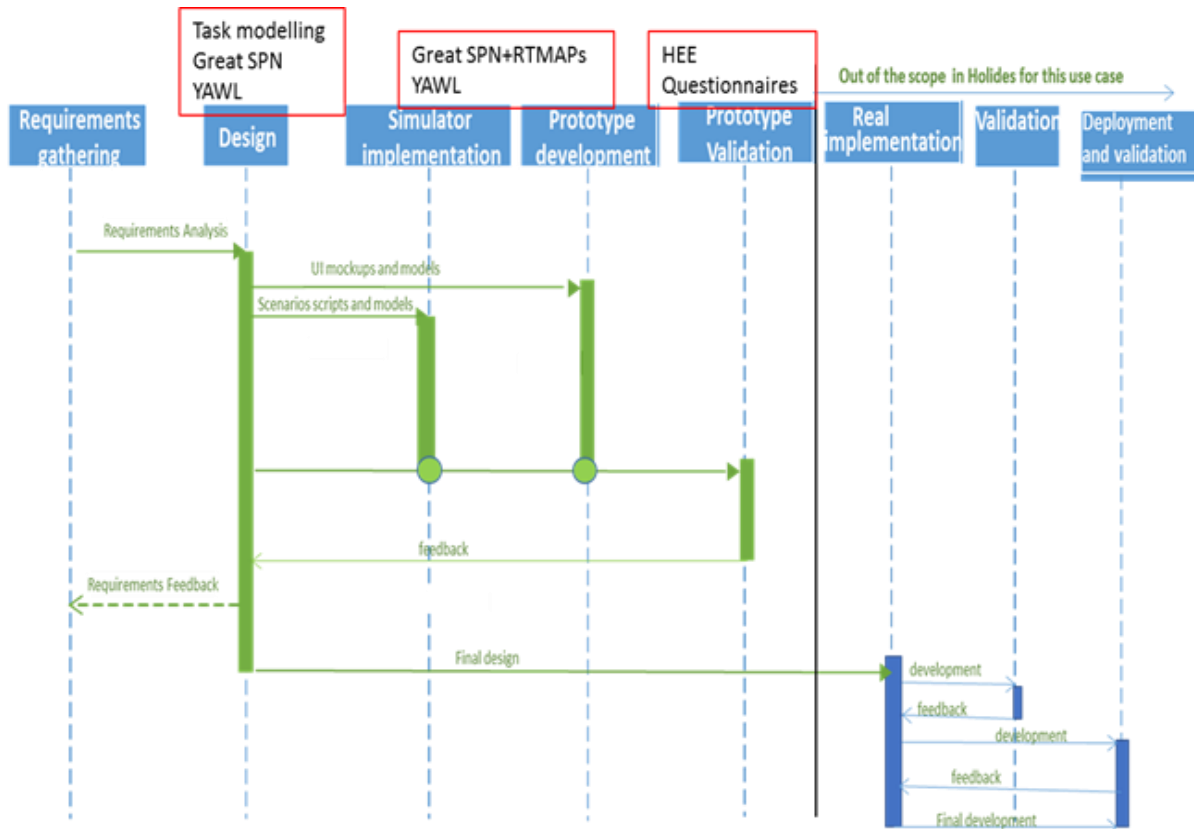 Task modelling
Great SPN
YAWL
Great SPN+RTMAPs
YAWL
HEE
Questionnaires
Out of the scope in Holides for this use case
Requirements
gathering
Design
Simulator
implementation
Prototype
development
Prototype
Validation
Real
implementation
Validation
Deployment
and validation
Requirements Analysis
UI mockups and models
Scenarios scripts and models
feedback
Requirements Feedback
Final design
development
feedback
development
feedback
Final development